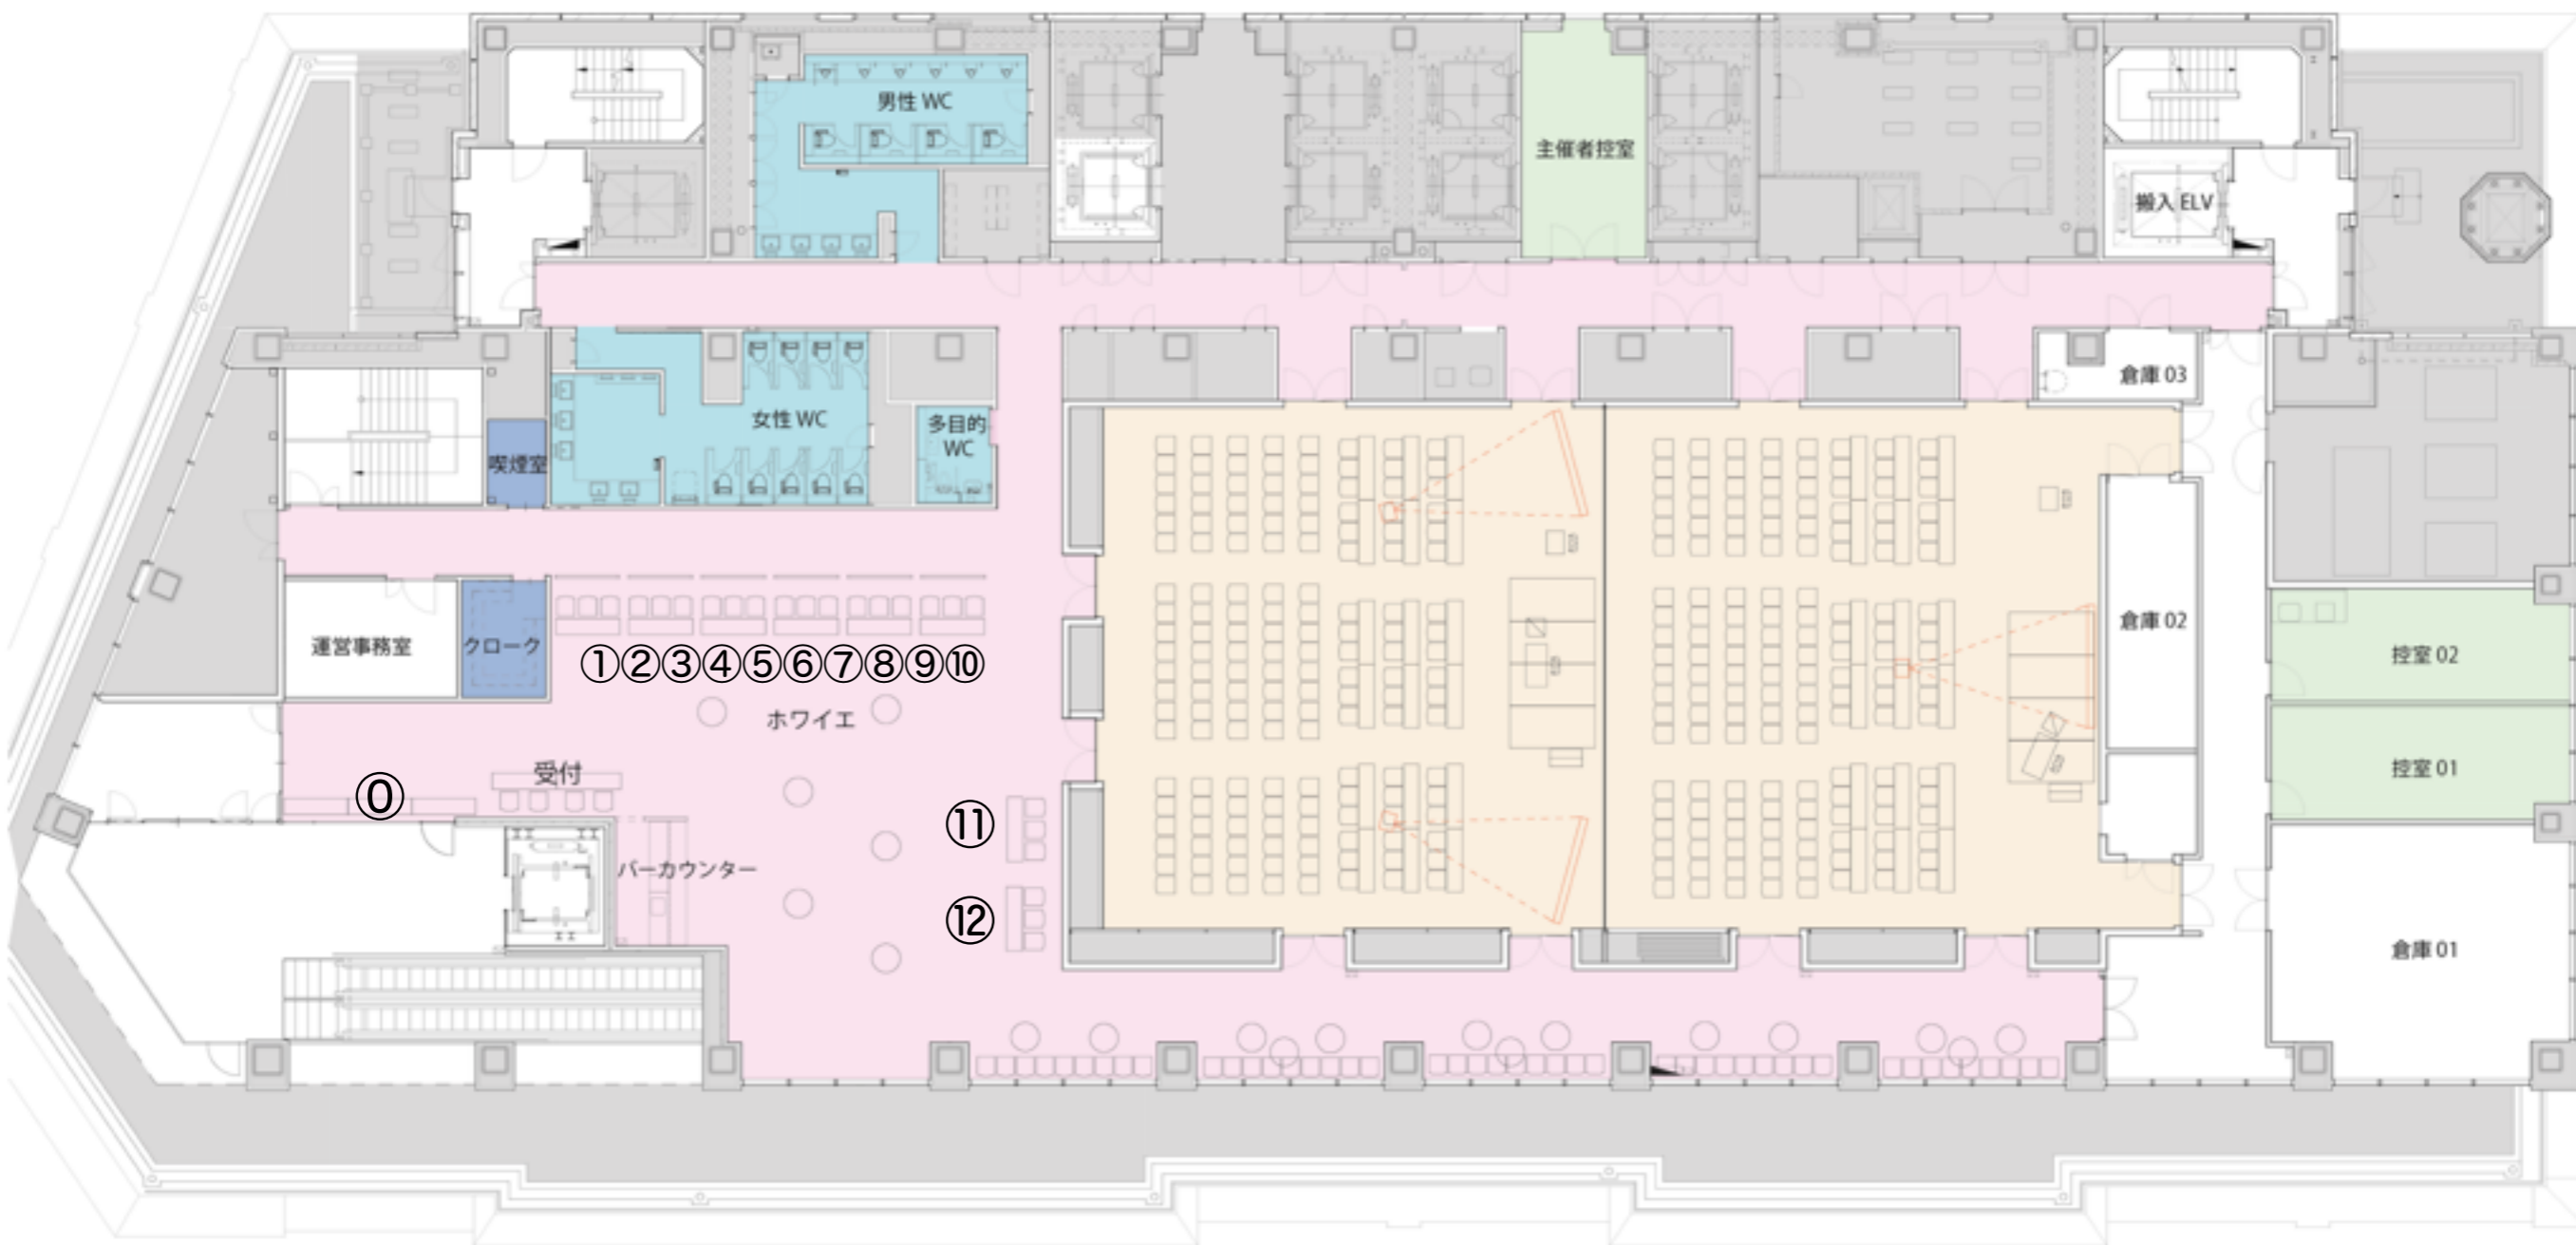 男性 WC
主催者控室
搬入 ELV
倉庫 03
女性 WC
多目的
WC
喫煙室
運営事務室
クローク
①②③④⑤⑥⑦⑧⑨⑩
ホワイエ
倉庫 02
控室 02
控室 01
受付
⓪
⑪
バーカウンター
⑫
倉庫 01